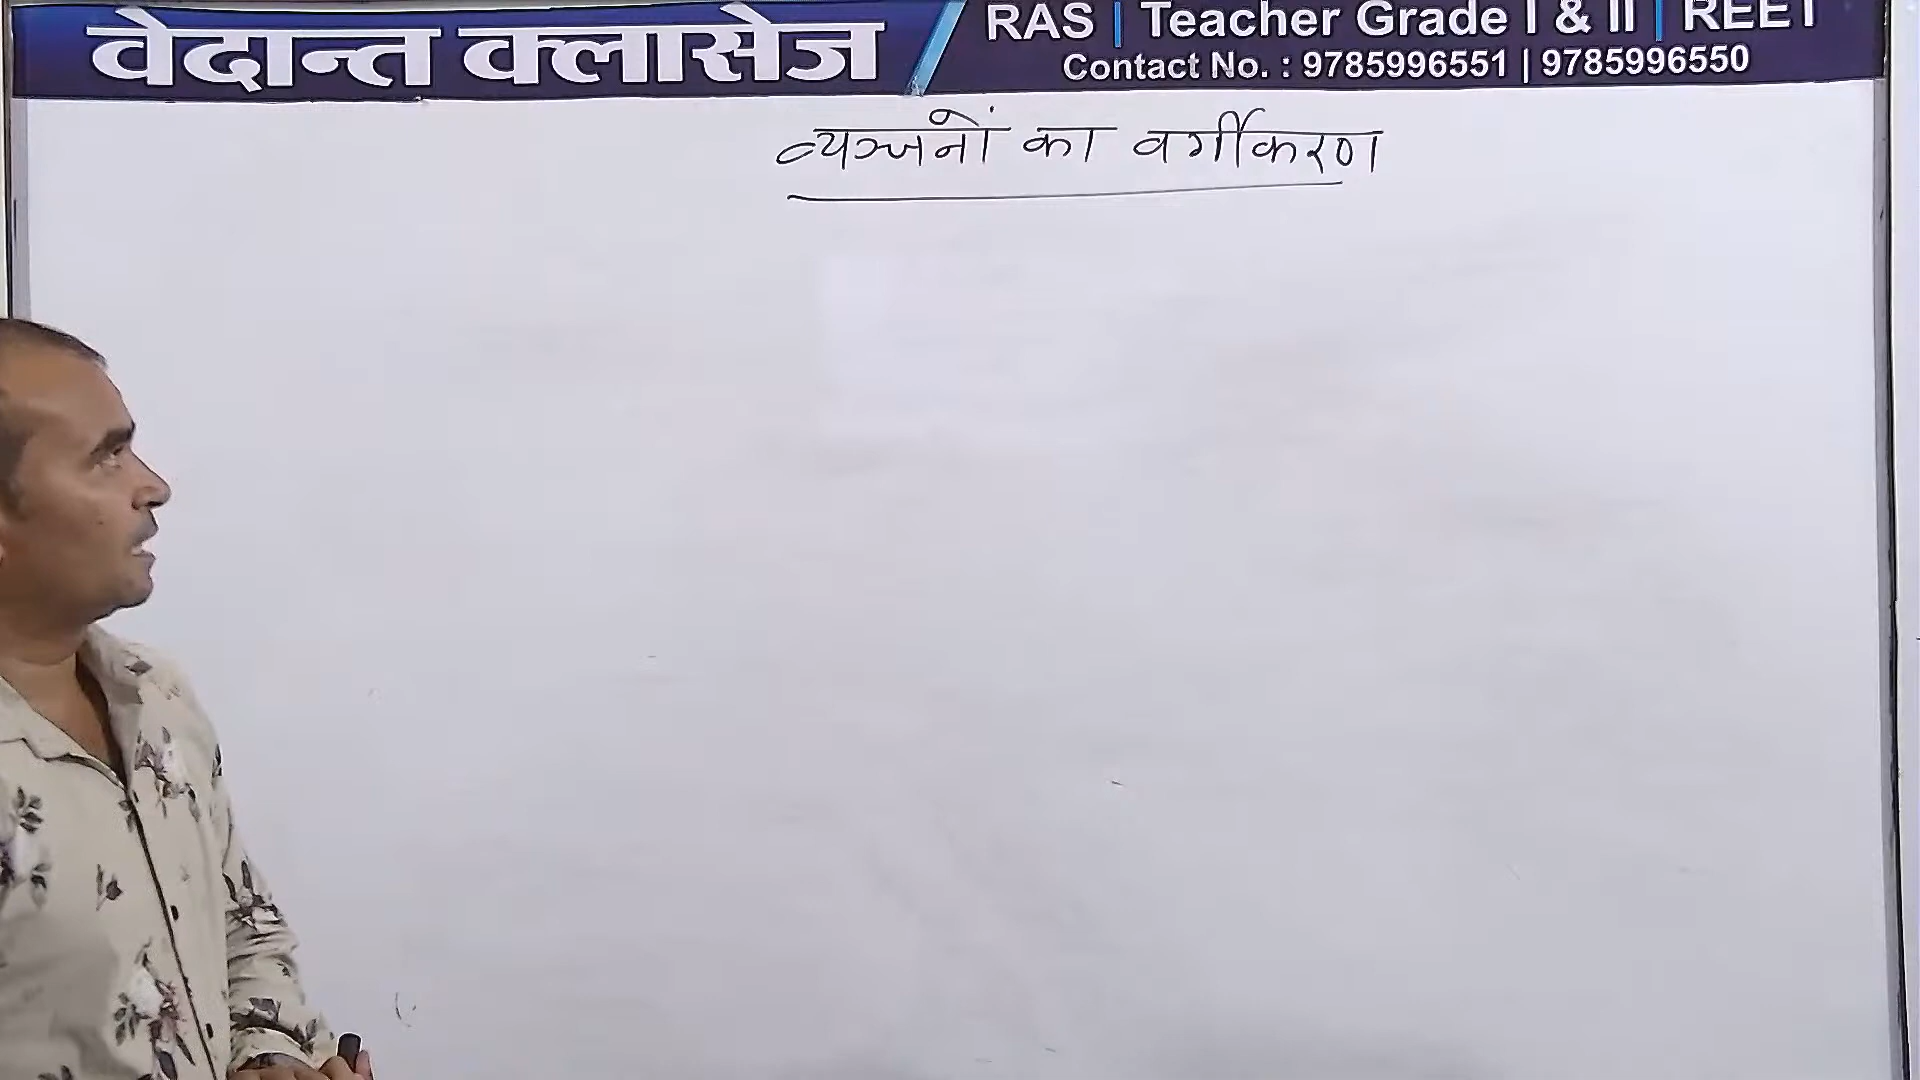 वेदान्त क्लासेज
RAS | Teacher Grade I & II | REET
Contact No. : 9785996551 | 9785996550
व्यञ्जनों का वर्गीकरण